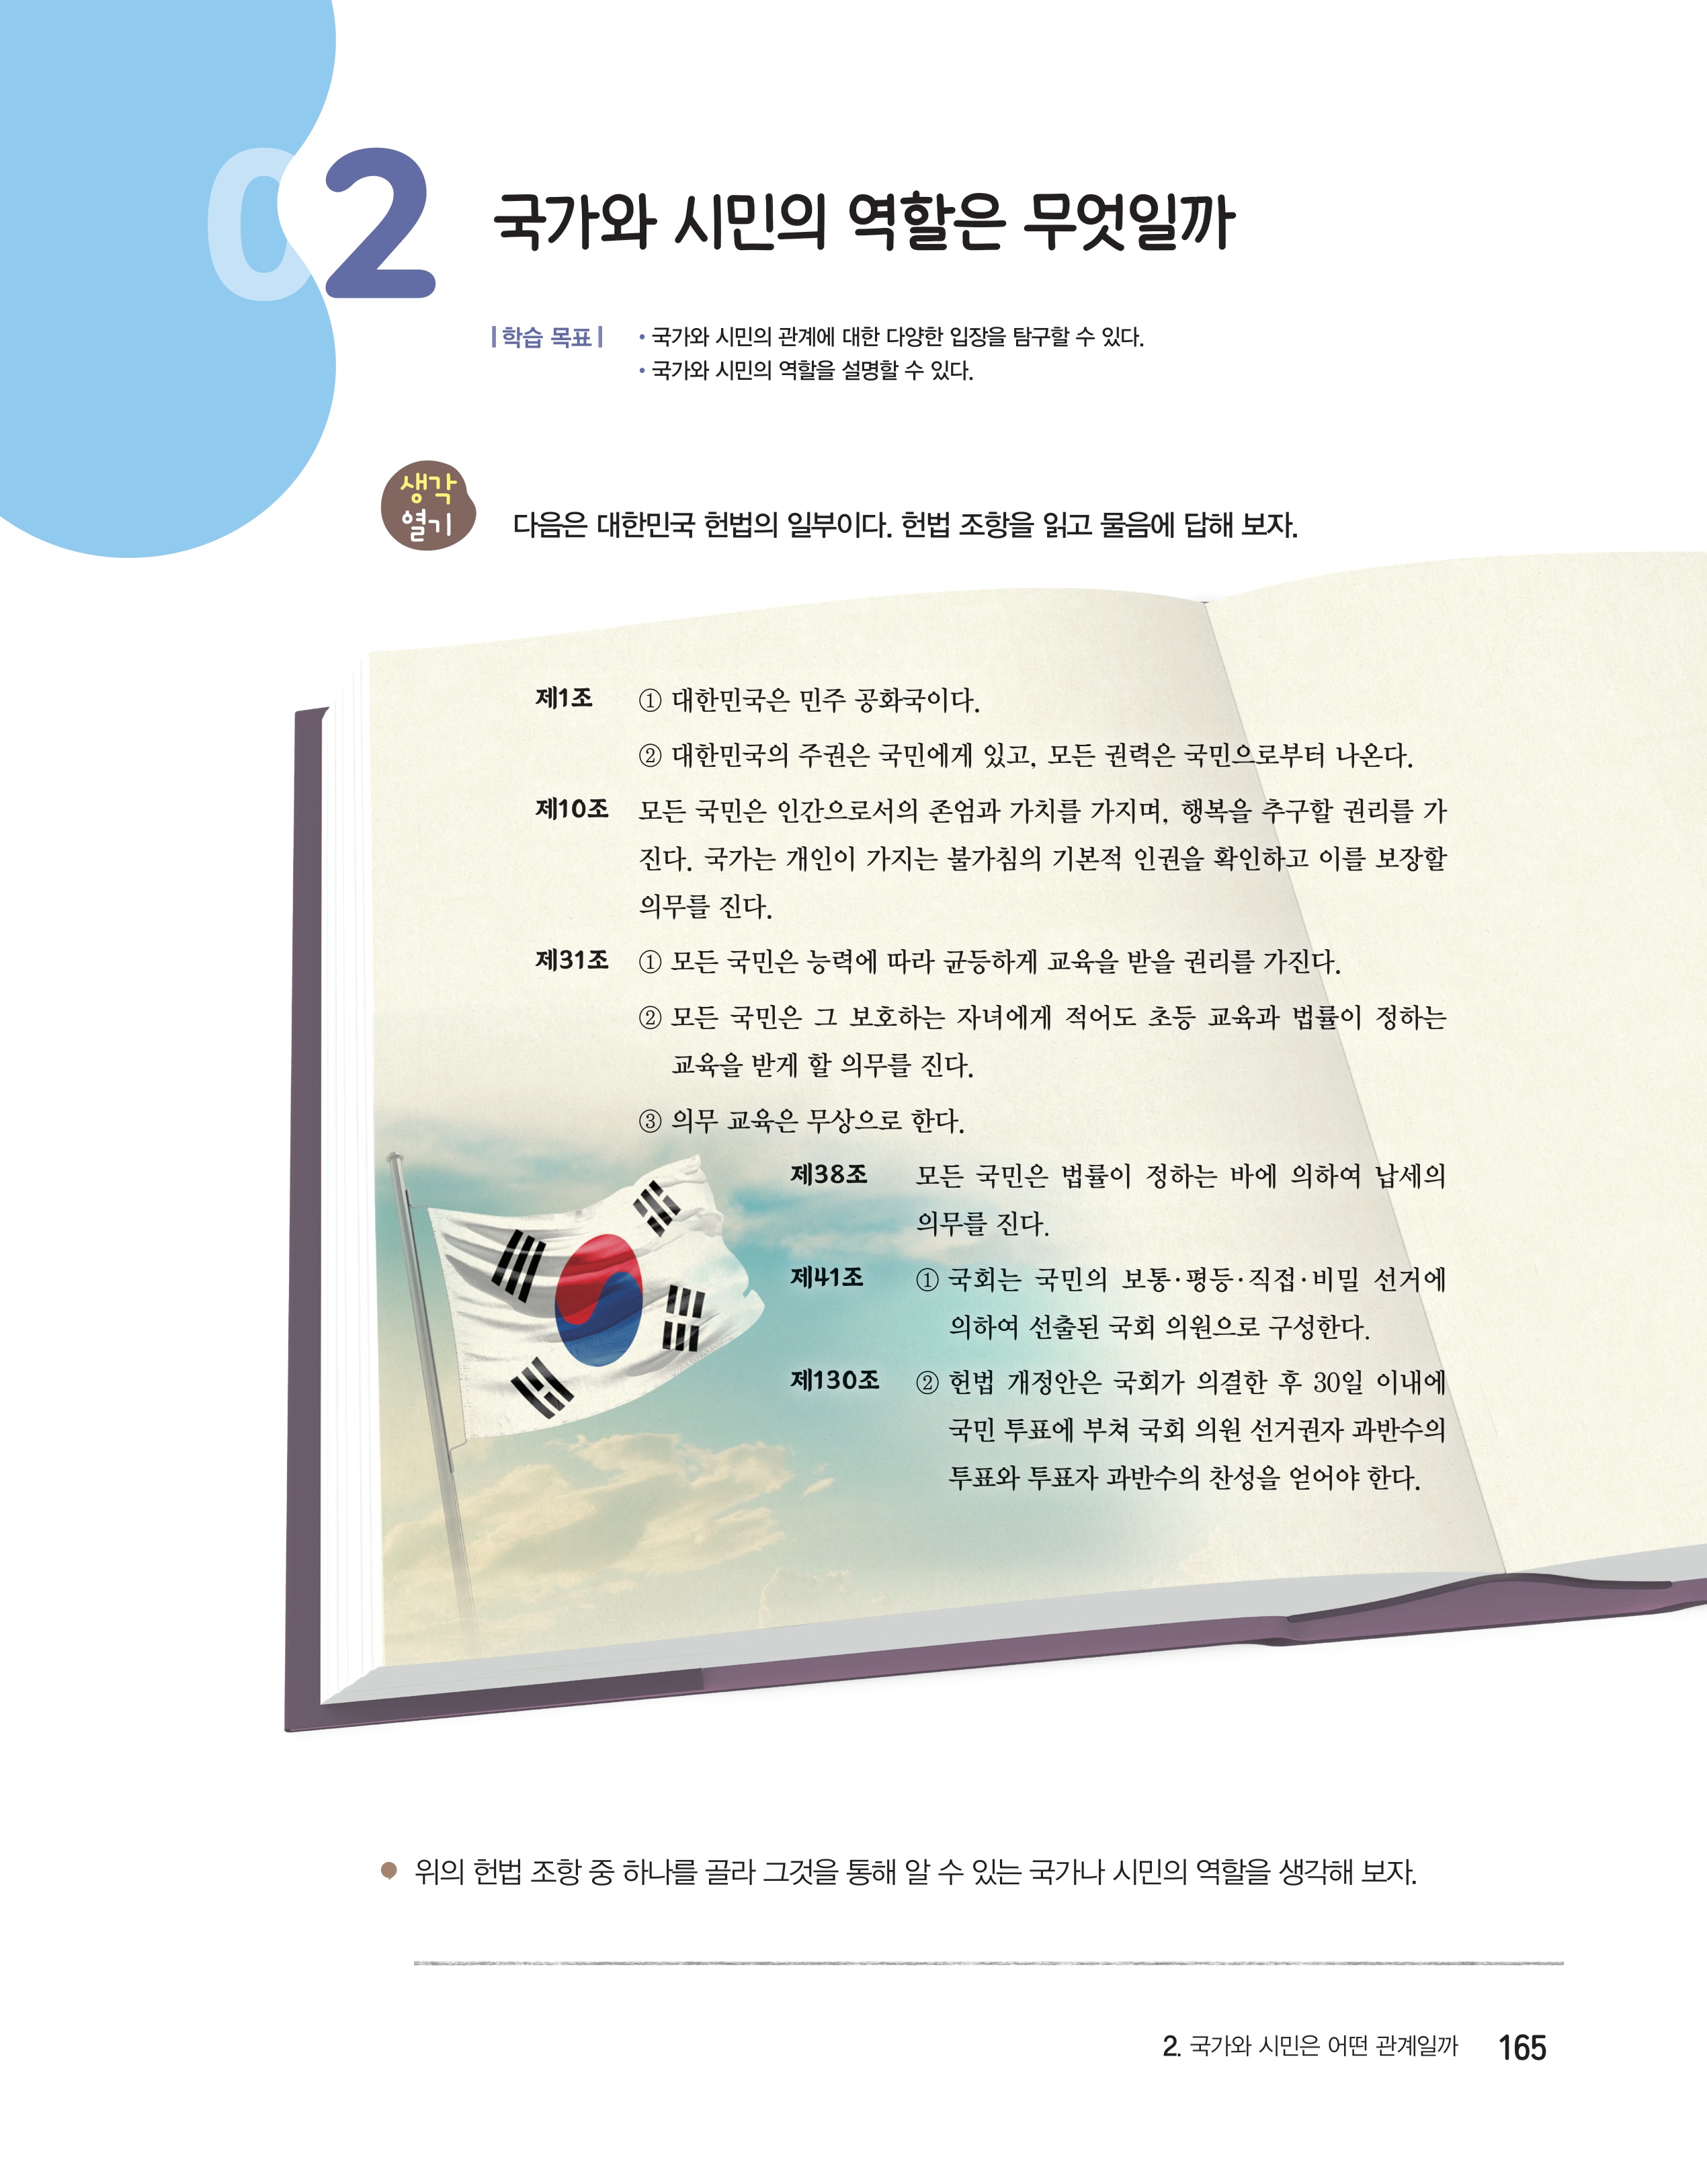 02
국가와 시민의 역할은 무엇일까
학습 목표
• 국가와 시민의 관계에 대한 다양한 입장을 탐구할 수 있다.
• 국가와 시민의 역할을 설명할 수 있다.
생각
열기
다음은 대한민국 헌법의 일부이다. 헌법 조항을 읽고 물음에 답해 보자.
제1조 ① 대한민국은 민주 공화국이다.
② 대한민국의 주권은 국민에게 있고, 모든 권력은 국민으로부터 나온다.
제10조 모든 국민은 인간으로서의 존엄과 가치를 가지며, 행복을 추구할 권리를 가
진다. 국가는 개인이 가지는 불가침의 기본적 인권을 확인하고 이를 보장할
의무를 진다.
제31조 ① 모든 국민은 능력에 따라 균등하게 교육을 받을 권리를 가진다.
② 모든 국민은 그 보호하는 자녀에게 적어도 초등 교육과 법률이 정하는
교육을 받게 할 의무를 진다.
③ 의무 교육은 무상으로 한다.
제38조 모든 국민은 법률이 정하는 바에 의하여 납세의
의무를 진다.
제41조 ① 국회는 국민의 보통·평등·직접·비밀 선거에
의하여 선출된 국회 의원으로 구성한다.
제130조 ② 헌법 개정안은 국회가 의결한 후 30일 이내에
국민 투표에 부쳐 국회 의원 선거권자 과반수의
투표와 투표자 과반수의 찬성을 얻어야 한다.
위의 헌법 조항 중 하나를 골라 그것을 통해 알 수 있는 국가나 시민의 역할을 생각해 보자.
2. 국가와 시민은 어떤 관계일까 165